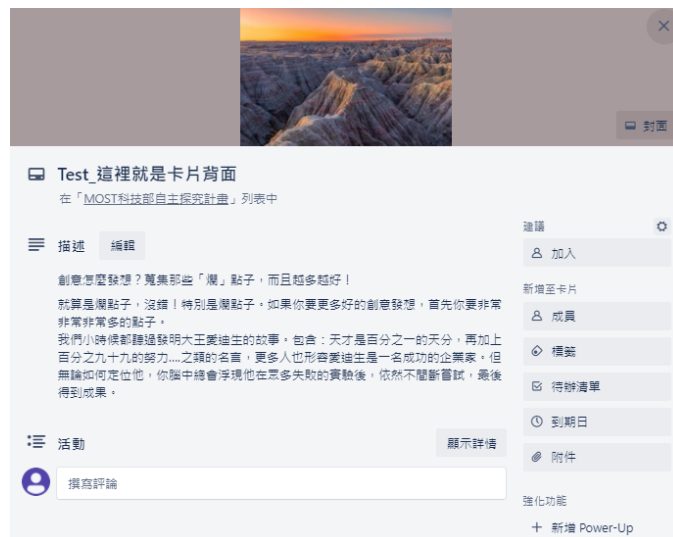 封面
Test_這裡就是卡片背面
在「MOST科技部自主探究計畫」列表中
描述 編輯
創意怎麼發想？蒐集那些「爛」點子，而且越多越好！
就算是爛點子，沒錯！特別是爛點子。如果你要更多好的創意發想，首先你要非常
非常非常多的點子。
我們小時候都聽過發明大王愛迪生的故事。包含：天才是百分之一的天分，再加上
百分之九十九的努力....之類的名言，更多人也形容愛迪生是一名成功的企業家。但
無論如何定位他，你腦中總會浮現他在眾多失敗的實驗後，依然不間斷嘗試，最後
得到成果。
活動 顯示詳情
撰寫評論
建議
加入
新增至卡片
成員
標籤
待辦清單
到期日
附件
強化功能
+ 新增 Power-Up